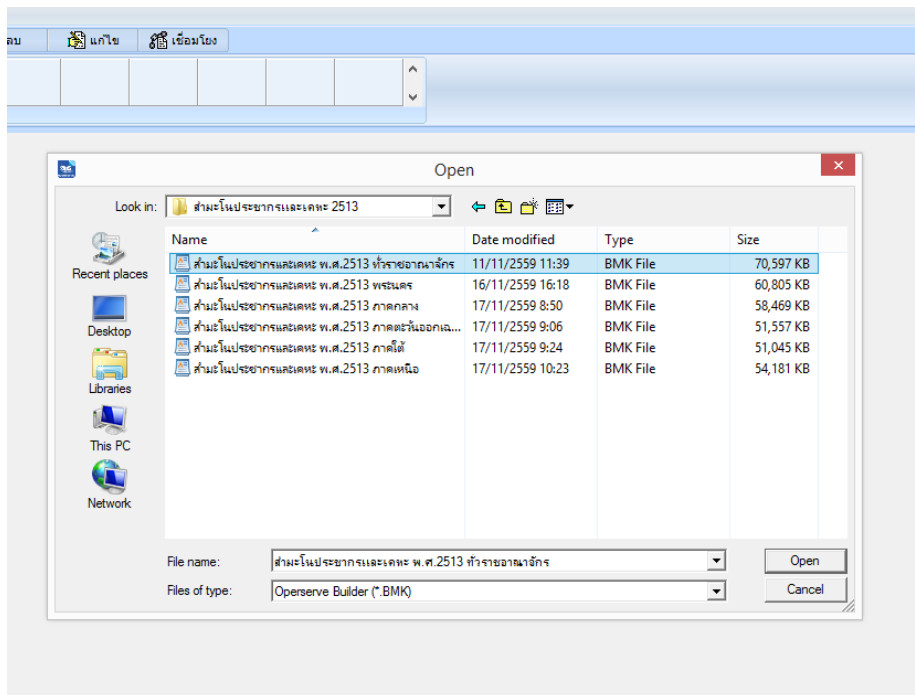 ลบ แก้ไข เชื่อมโยง
Open
Look in: สำมะโนประชากรและเคหะ 2513
Name Date modified Type Size
สำมะโนประชากรและเคหะ พ.ศ.2513 ทั่วราชอาณาจักร 11/11/2559 11:39 BMK File 70,597 KB
สำมะโนประชากรและเคหะ พ.ศ.2513 พระนคร 16/11/2559 16:18 BMK File 60,805 KB
สำมะโนประชากรและเคหะ พ.ศ.2513 ภาคกลาง 17/11/2559 8:50 BMK File 58,469 KB
สำมะโนประชากรและเคหะ พ.ศ.2513 ภาคตะวันออกเฉ... 17/11/2559 9:06 BMK File 51,557 KB
สำมะโนประชากรและเคหะ พ.ศ.2513 ภาคใต้ 17/11/2559 9:24 BMK File 51,045 KB
สำมะโนประชากรและเคหะ พ.ศ.2513 ภาคเหนือ 17/11/2559 10:23 BMK File 54,181 KB
Recent places
Desktop
Libraries
This PC
Network
File name: สำมะโนประชากรและเคหะ พ.ศ.2513 ทั่วราชอาณาจักร Open
Files of type: Operserve Builder (*.BMK) Cancel